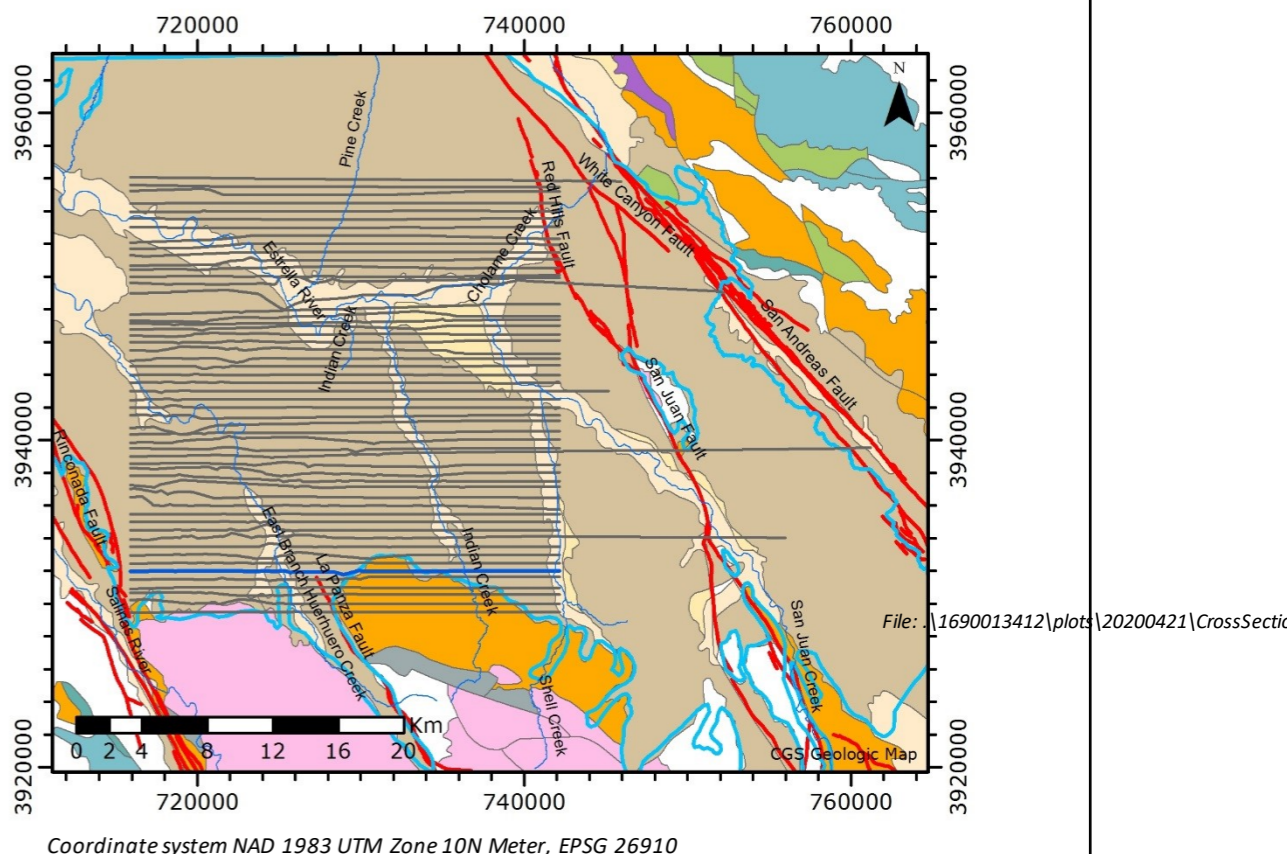 720000 740000 760000
N
3960000 3960000
Pine Creek
White Canyon Fault
Red Hills Fault
Cholame Creek
Estrella River
Indian Creek
San Andreas Fault
San Juan Fault
3940000 3940000
Rinconada Fault
East Branch Huerhuero Creek
La Panza Fault
Indian Creek
Salinas River
San Juan Creek
File: .\1690013412\plots\20200421\CrossSectio
Shell Creek
Km
0 2 4 8 12 16 20
CGS Geologic Map
3920000 3920000
720000 740000 760000
Coordinate system NAD 1983 UTM Zone 10N Meter, EPSG 26910